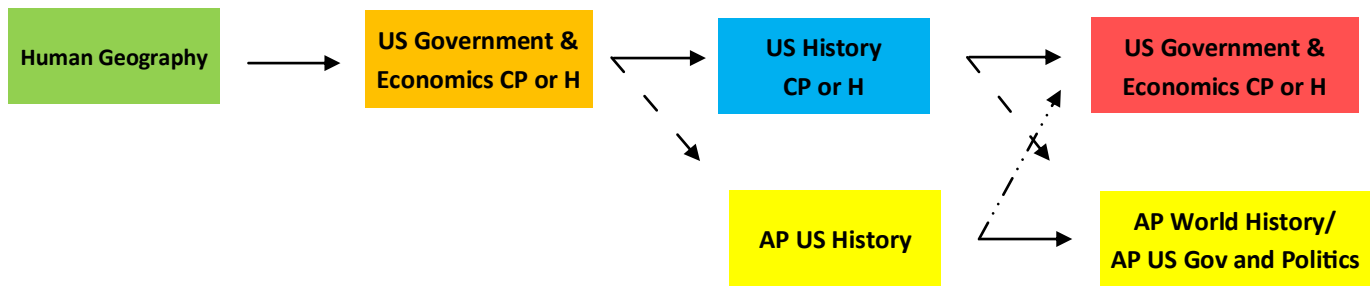 Human Geography
US Government &
Economics CP or H
US History
CP or H
US Government &
Economics CP or H
AP US History
AP World History/
AP US Gov and Politics